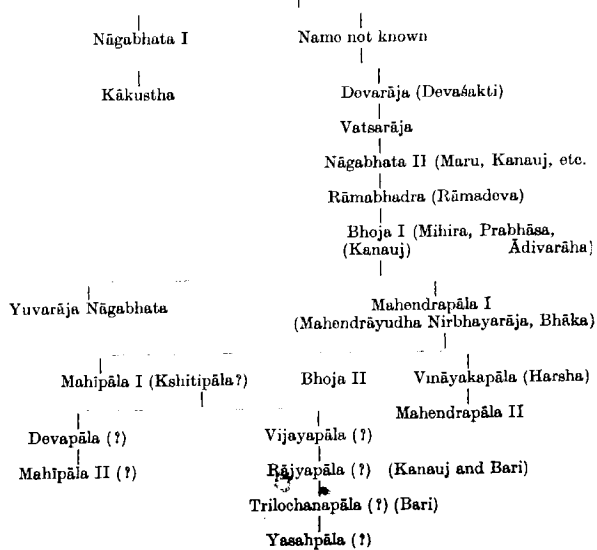 Nāgabhata I Namo not known
Kākustha Dovarāja (Devaśakti)
Vatsarāja
Nāgabhata II (Maru, Kanauj, etc.
Rāmabhadra (Rāmadova)
Bhoja I (Mihira, Prabhāsa,
(Kanauj) Ādivarāha)
Yuvarāja Nāgabhata Mahendrapāla I
(Mahendrāyudha Nirbhayarāja, Bhāka)
Mahīpāla I (Kshitipāla?) Bhoja II Vināyakapāla (Harsha)
Mahendrapāla II
Devapāla (?) Vijayapāla (?)
Mahīpāla II (?) Rājyapāla (?) (Kanauj and Bari)
Trilochanapāla (?) (Bari)
Yasahpāla (?)